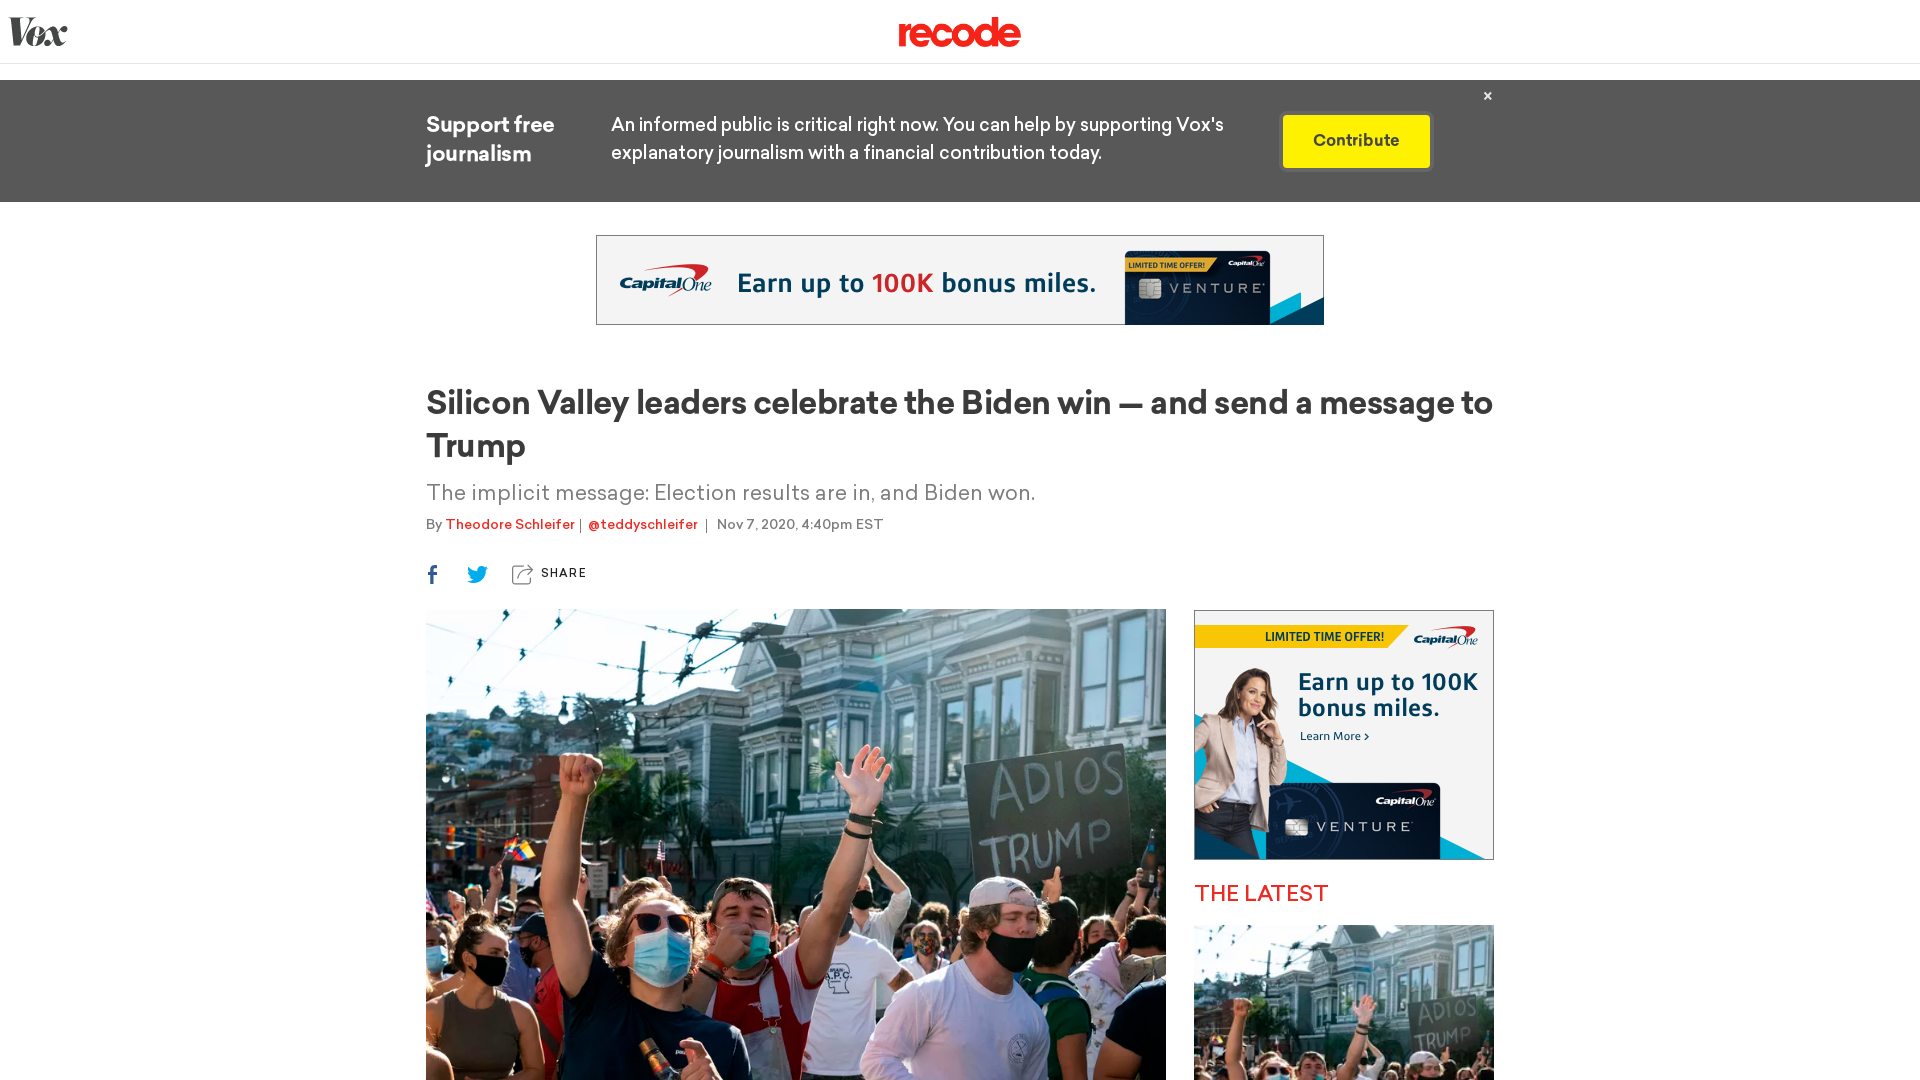 Vox
recode
×
Support free
journalism
An informed public is critical right now. You can help by supporting Vox's
explanatory journalism with a financial contribution today.
Contribute
Capital One
Earn up to 100K bonus miles.
LIMITED TIME OFFER!
Capital One
VENTURE
Silicon Valley leaders celebrate the Biden win — and send a message to
Trump
The implicit message: Election results are in, and Biden won.
By Theodore Schleifer | @teddyschleifer | Nov 7, 2020, 4:40pm EST
SHARE
ADIOS
TRUMP
BRAIN
A.P.C.
LIMITED TIME OFFER!
Capital One
Earn up to 100K
bonus miles.
Learn More >
Capital One
VENTURE
THE LATEST
ADIOS
TRUMP